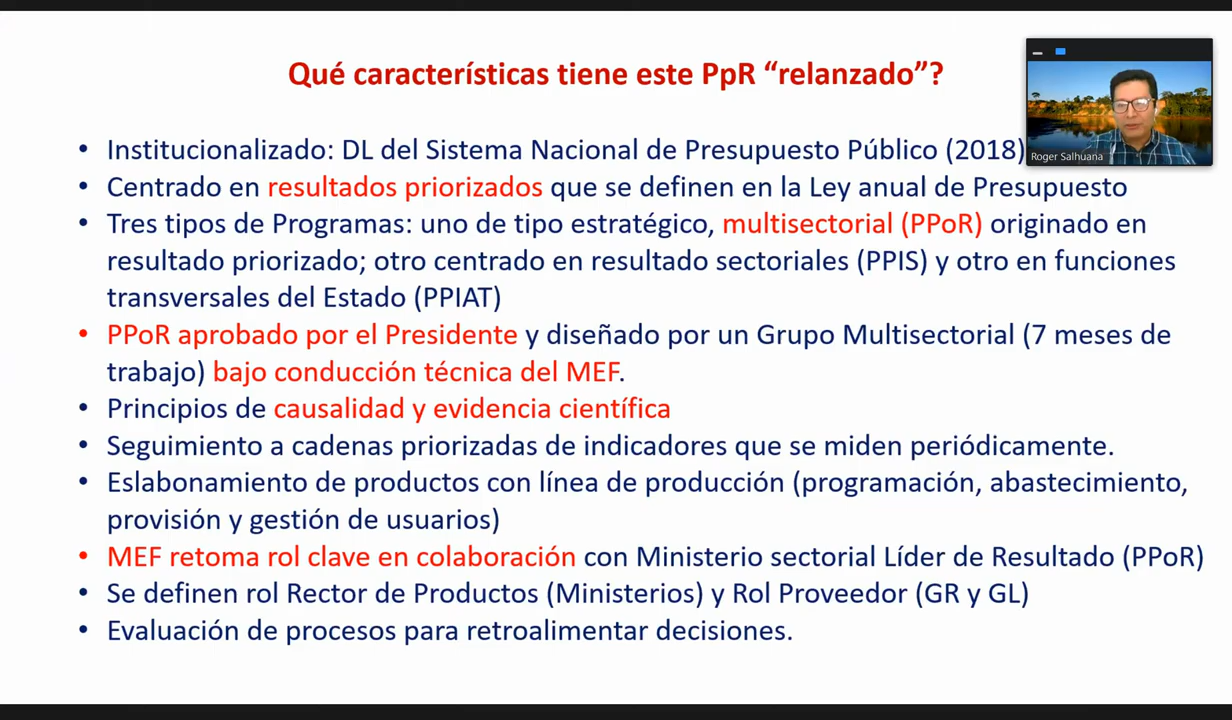 Qué características tiene este PpR “relanzado”?
Roger Salhuana
• Institucionalizado: DL del Sistema Nacional de Presupuesto Público (2018)
• Centrado en resultados priorizados que se definen en la Ley anual de Presupuesto
• Tres tipos de Programas: uno de tipo estratégico, multisectorial (PPoR) originado en
resultado priorizado; otro centrado en resultado sectoriales (PPIS) y otro en funciones
transversales del Estado (PPIAT)
• PPoR aprobado por el Presidente y diseñado por un Grupo Multisectorial (7 meses de
trabajo) bajo conducción técnica del MEF.
• Principios de causalidad y evidencia científica
• Seguimiento a cadenas priorizadas de indicadores que se miden periódicamente.
• Eslabonamiento de productos con línea de producción (programación, abastecimiento,
provisión y gestión de usuarios)
• MEF retoma rol clave en colaboración con Ministerio sectorial Líder de Resultado (PPoR)
• Se definen rol Rector de Productos (Ministerios) y Rol Proveedor (GR y GL)
• Evaluación de procesos para retroalimentar decisiones.